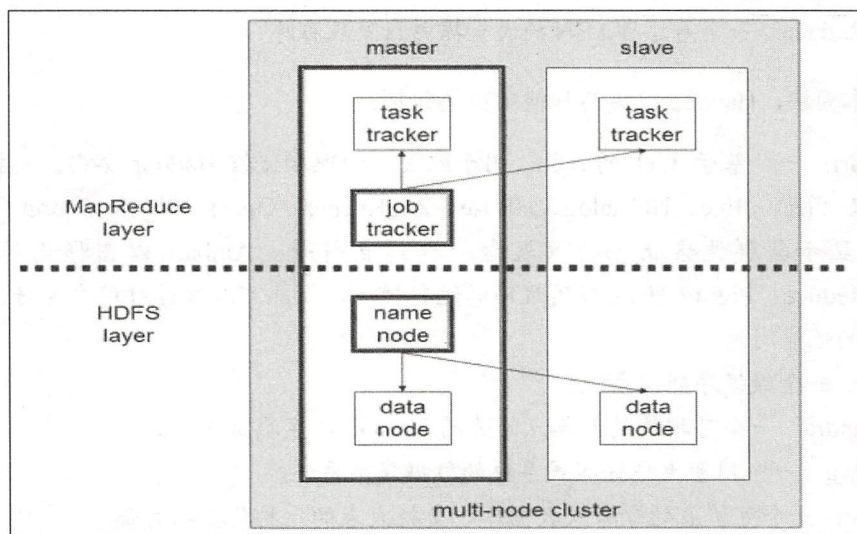 master
slave
task
tracker
task
tracker
MapReduce
layer
job
tracker
HDFS
layer
name
node
data
node
data
node
multi-node cluster